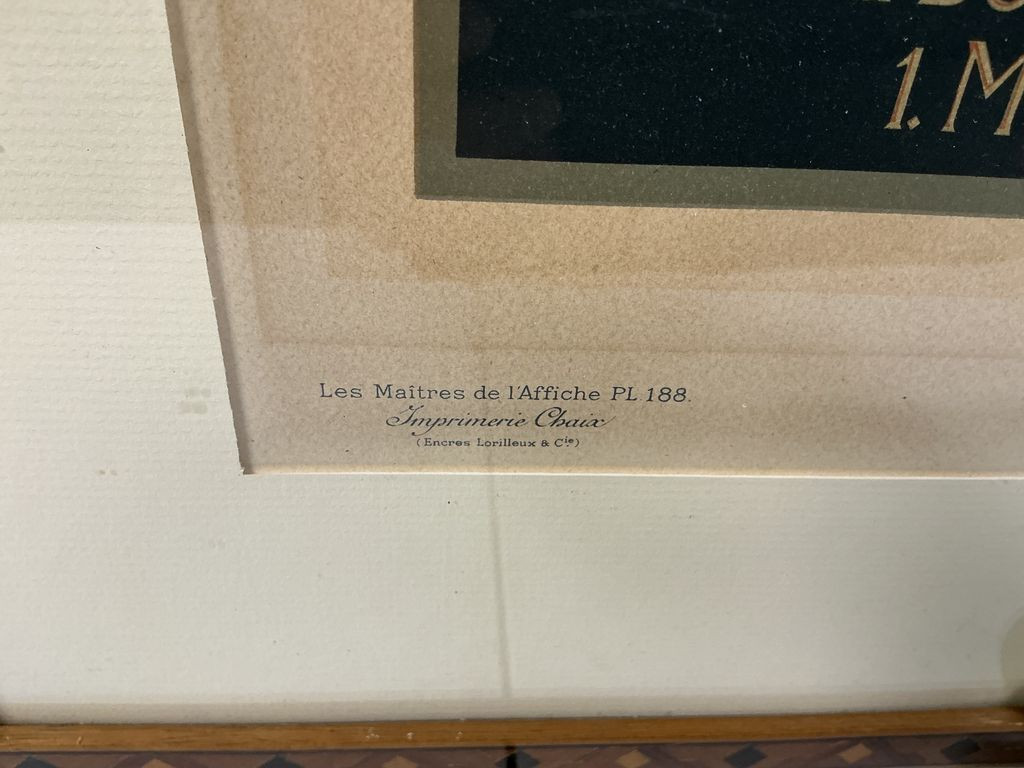 1. M
Les Maîtres de l'Affiche PL. 188.
Imprimerie Chaix
(Encres Lorilleux & Cie)